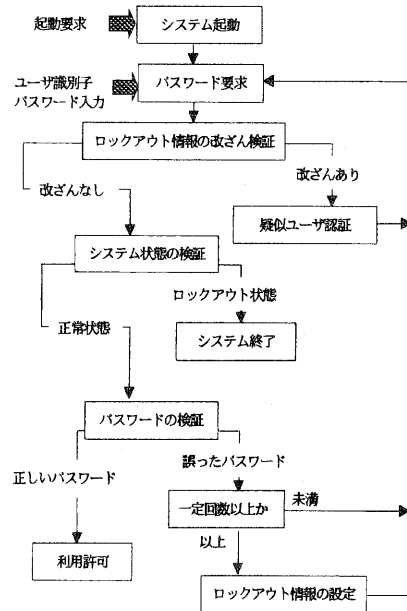 起動要求
システム起動
ユーザ識別子
パスワード入力
パスワード要求
ロックアウト情報の改ざん検証
改ざんなし
改ざんあり
疑似ユーザ認証
システム状態の検証
ロックアウト状態
正常状態
システム終了
パスワードの検証
正しいパスワード
誤ったパスワード
一定回数以上か
未満
以上
利用許可
ロックアウト情報の設定